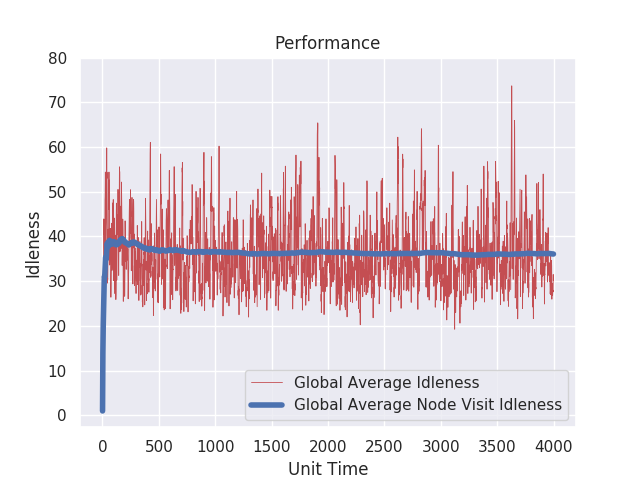 Performance
80
70
60
50
40
30
20
10
0
Idleness
Global Average Idleness
Global Average Node Visit Idleness
0 500 1000 1500 2000 2500 3000 3500 4000
Unit Time